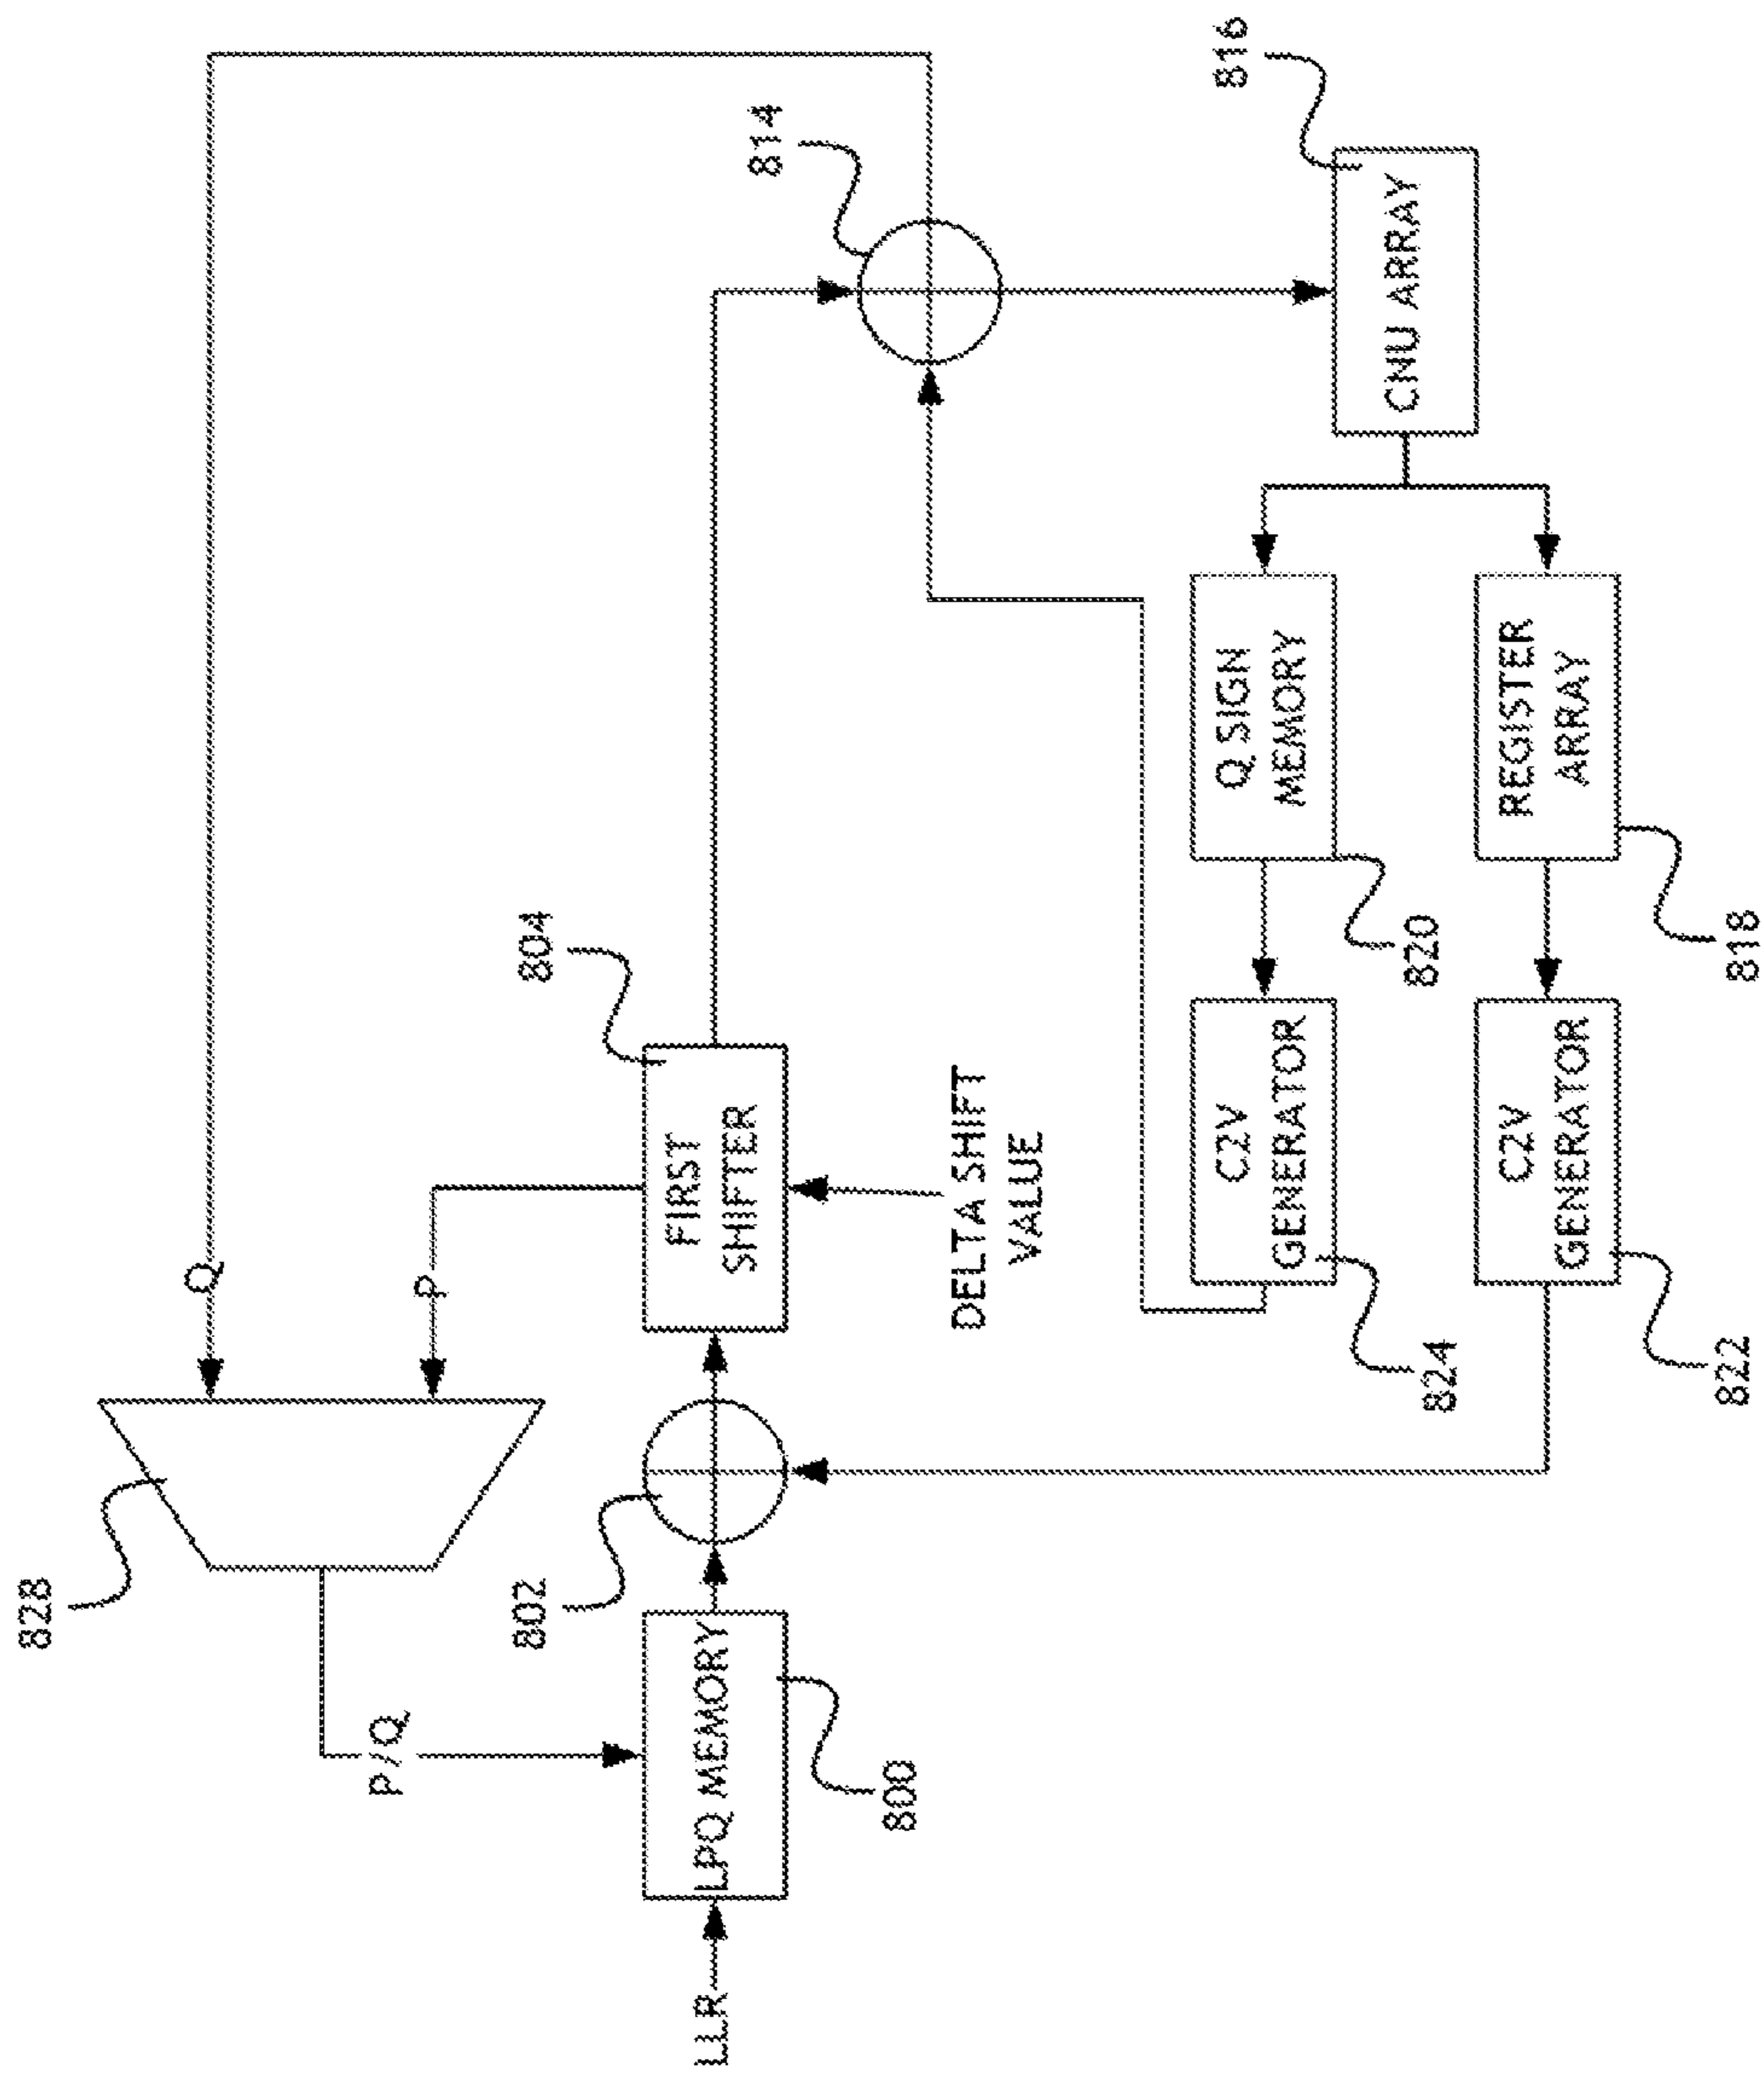 828
P/Q
Q
P
LLR
LPQ MEMORY
800
802
FIRST
SHIFTER
804
DELTA SHIFT
VALUE
814
816
CNU ARRAY
C2V
GENERATOR
824
Q SIGN
MEMORY
820
C2V
GENERATOR
822
REGISTER
ARRAY
818